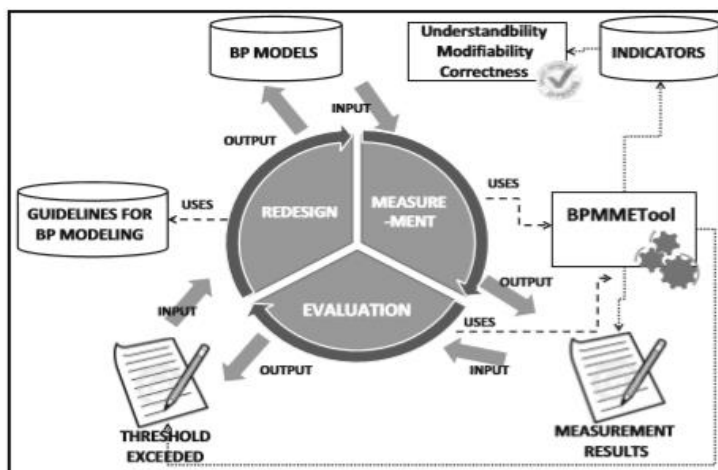 BP MODELS
Understandbility
Modifiability
Correctness
INDICATORS
INPUT
OUTPUT
GUIDELINES FOR
BP MODELING
USES
REDESIGN
MEASURE
-MENT
USES
BPMMETool
EVALUATION
OUTPUT
INPUT
USES
OUTPUT
INPUT
THRESHOLD
EXCEEDED
MEASUREMENT
RESULTS